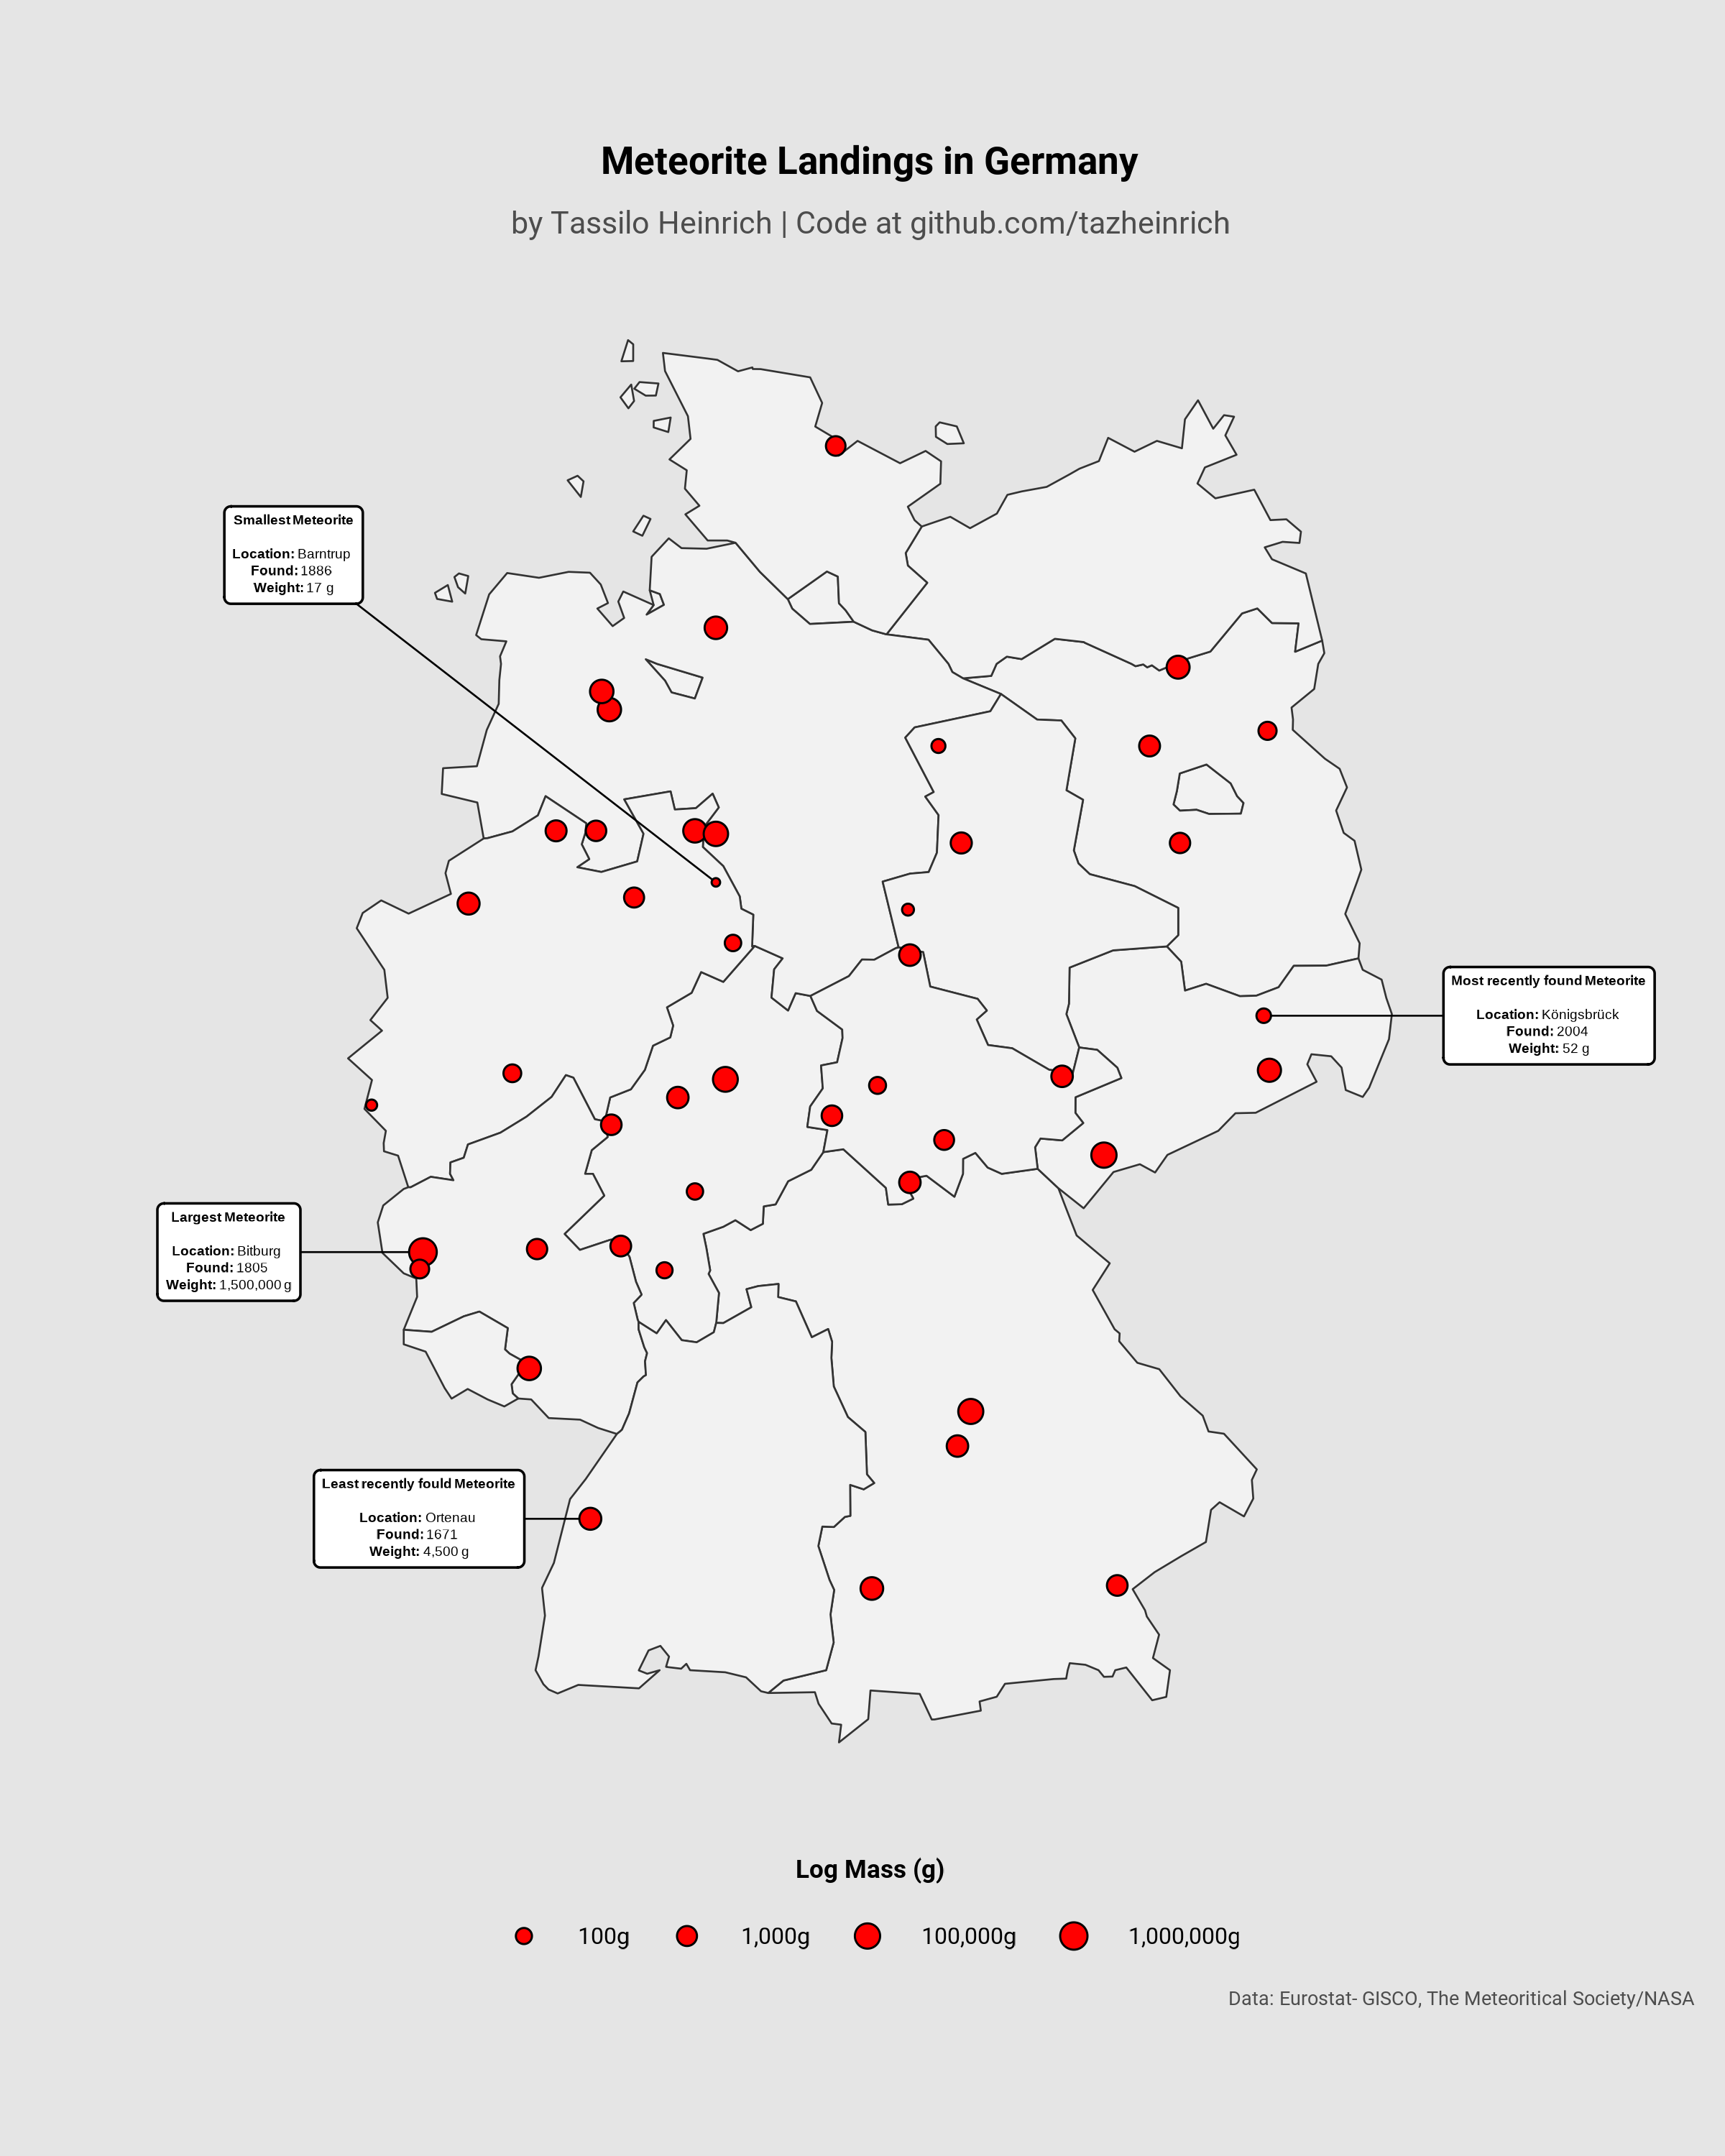 Meteorite Landings in Germany
by Tassilo Heinrich | Code at github.com/tazheinrich
Smallest Meteorite
Location: Barntrup
Found: 1886
Weight: 17 g
Most recently found Meteorite
Location: Königsbrück
Found: 2004
Weight: 52 g
Largest Meteorite
Location: Bitburg
Found: 1805
Weight: 1,500,000 g
Least recently fould Meteorite
Location: Ortenau
Found: 1671
Weight: 4,500 g
Log Mass (g)
100g 1,000g 100,000g 1,000,000g
Data: Eurostat- GISCO, The Meteoritical Society/NASA